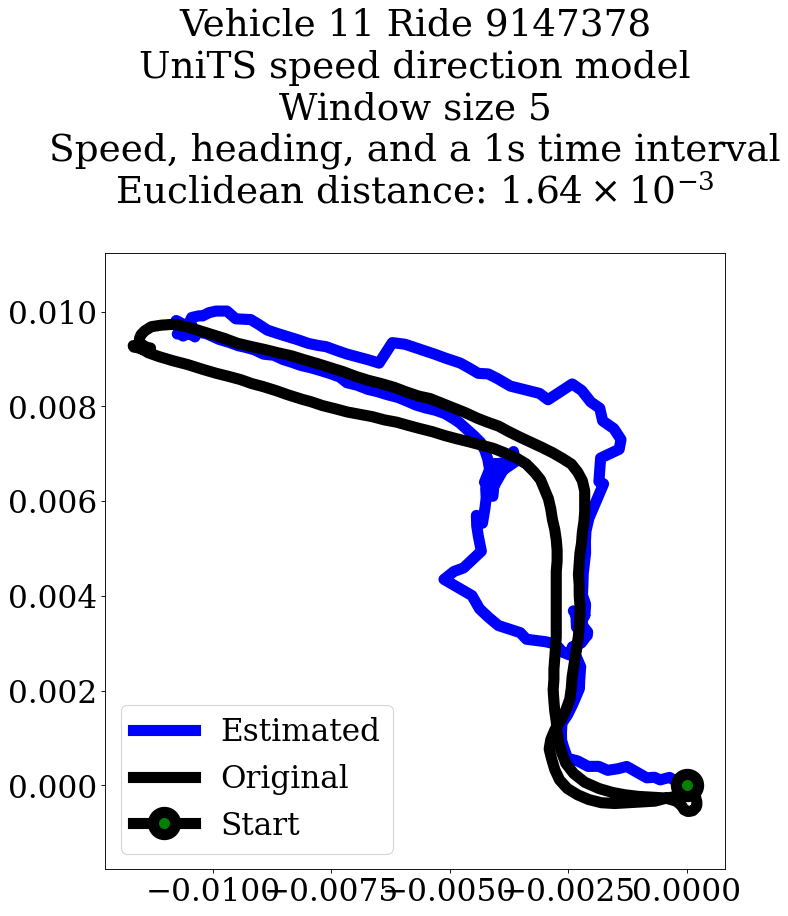 Vehicle 11 Ride 9147378
UniTS speed direction model
Window size 5
Speed, heading, and a 1s time interval
Euclidean distance: 1.64 × 10⁻³
0.010
0.008
0.006
0.004
0.002
0.000
Estimated
Original
Start
−0.0100 −0.0075 −0.0050 −0.0025 0.0000